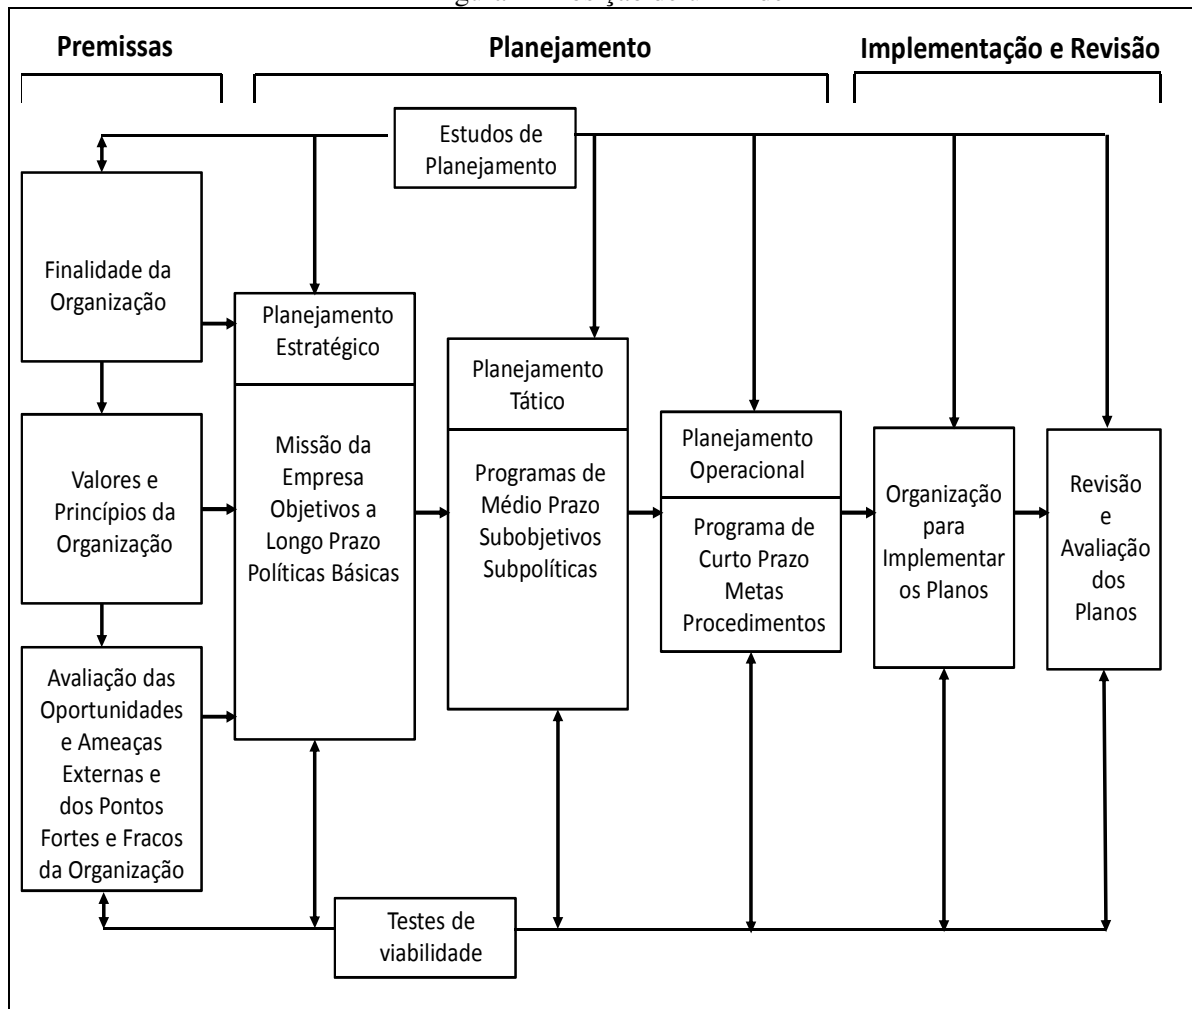 Premissas
Planejamento
Implementação e Revisão
Estudos de
Planejamento
Finalidade da
Organização
Valores e
Princípios da
Organização
Avaliação das
Oportunidades
e Ameaças
Externas e
dos Pontos
Fortes e Fracos
da Organização
Planejamento
Estratégico
Missão da
Empresa
Objetivos a
Longo Prazo
Políticas Básicas
Planejamento
Tático
Programas de
Médio Prazo
Subobjetivos
Subpolíticas
Planejamento
Operacional
Programa de
Curto Prazo
Metas
Procedimentos
Organização
para
Implementar
os Planos
Revisão
e
Avaliação
dos
Planos
Testes de
viabilidade